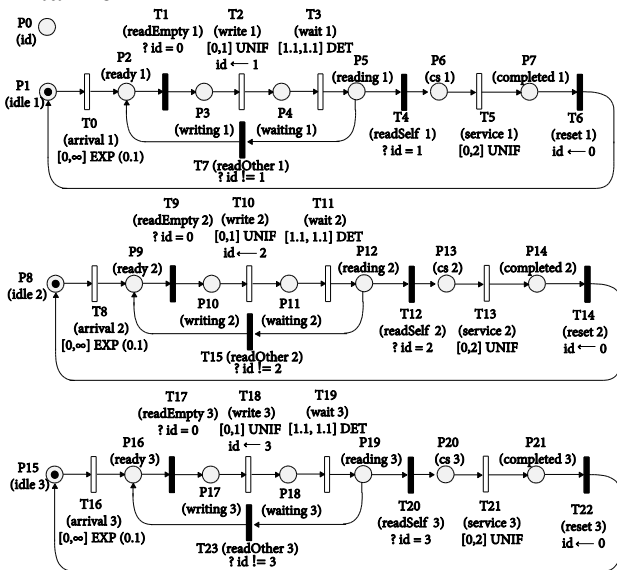 P0
(id)
P1
(idle 1)
T0
(arrival 1)
[0,∞] EXP (0.1)
P2
(ready 1)
T1
(readEmpty 1)
? id = 0
P3
(writing 1)
T2
(write 1)
[0,1] UNIF
id ← 1
P4
(waiting 1)
T3
(wait 1)
[1.1,1.1] DET
P5
(reading 1)
T7 (readOther 1)
? id != 1
T4
(readSelf 1)
? id = 1
P6
(cs 1)
T5
(service 1)
[0,2] UNIF
P7
(completed 1)
T6
(reset 1)
id ← 0
P8
(idle 2)
T8
(arrival 2)
[0,∞] EXP (0.1)
P9
(ready 2)
T9
(readEmpty 2)
? id = 0
P10
(writing 2)
T10
(write 2)
[0,1] UNIF
id ← 2
P11
(waiting 2)
T11
(wait 2)
[1.1, 1.1] DET
P12
(reading 2)
T15 (readOther 2)
? id != 2
T12
(readSelf 2)
? id = 2
P13
(cs 2)
T13
(service 2)
[0,2] UNIF
P14
(completed 2)
T14
(reset 2)
id ← 0
P15
(idle 3)
T16
(arrival 3)
[0,∞] EXP (0.1)
P16
(ready 3)
T17
(readEmpty 3)
? id = 0
P17
(writing 3)
T18
(write 3)
[0,1] UNIF
id ← 3
P18
(waiting 3)
T19
(wait 3)
[1.1, 1.1] DET
P19
(reading 3)
T23 (readOther 3)
? id != 3
T20
(readSelf 3)
? id = 3
P20
(cs 3)
T21
(service 3)
[0,2] UNIF
P21
(completed 3)
T22
(reset 3)
id ← 0